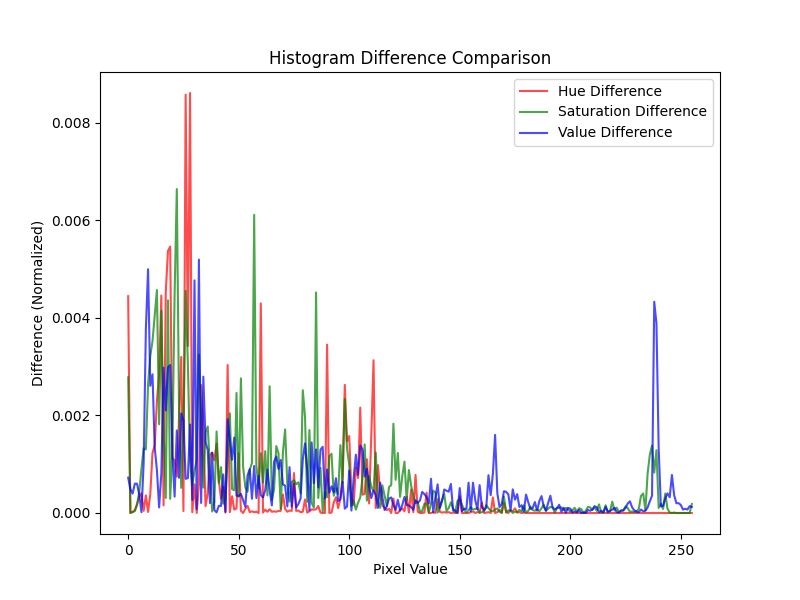 Histogram Difference Comparison
Hue Difference
Saturation Difference
Value Difference
Difference (Normalized)
0.008
0.006
0.004
0.002
0.000
0 50 100 150 200 250
Pixel Value